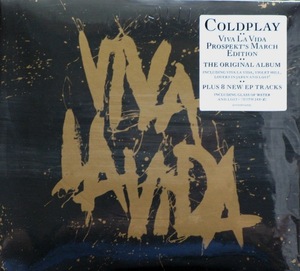 COLDPLAY
VIVA LA VIDA
PROSPEKT'S MARCH
EDITION
THE ORIGINAL ALBUM
PLUS 8 NEW EP TRACKS
VIVA
LA VIDA